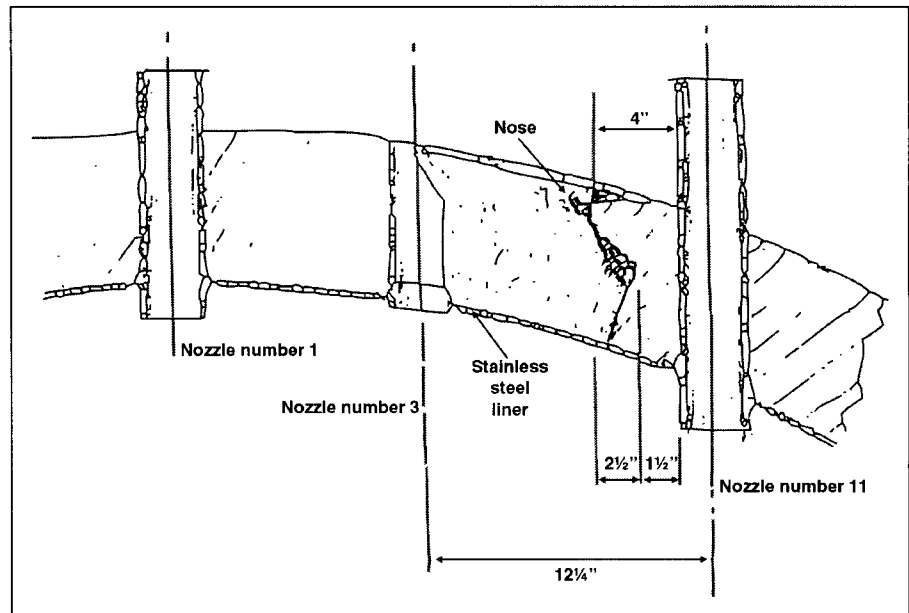 4”
Nose
Nozzle number 1
Stainless
steel
liner
Nozzle number 3
2½”
1½”
Nozzle number 11
12¼”